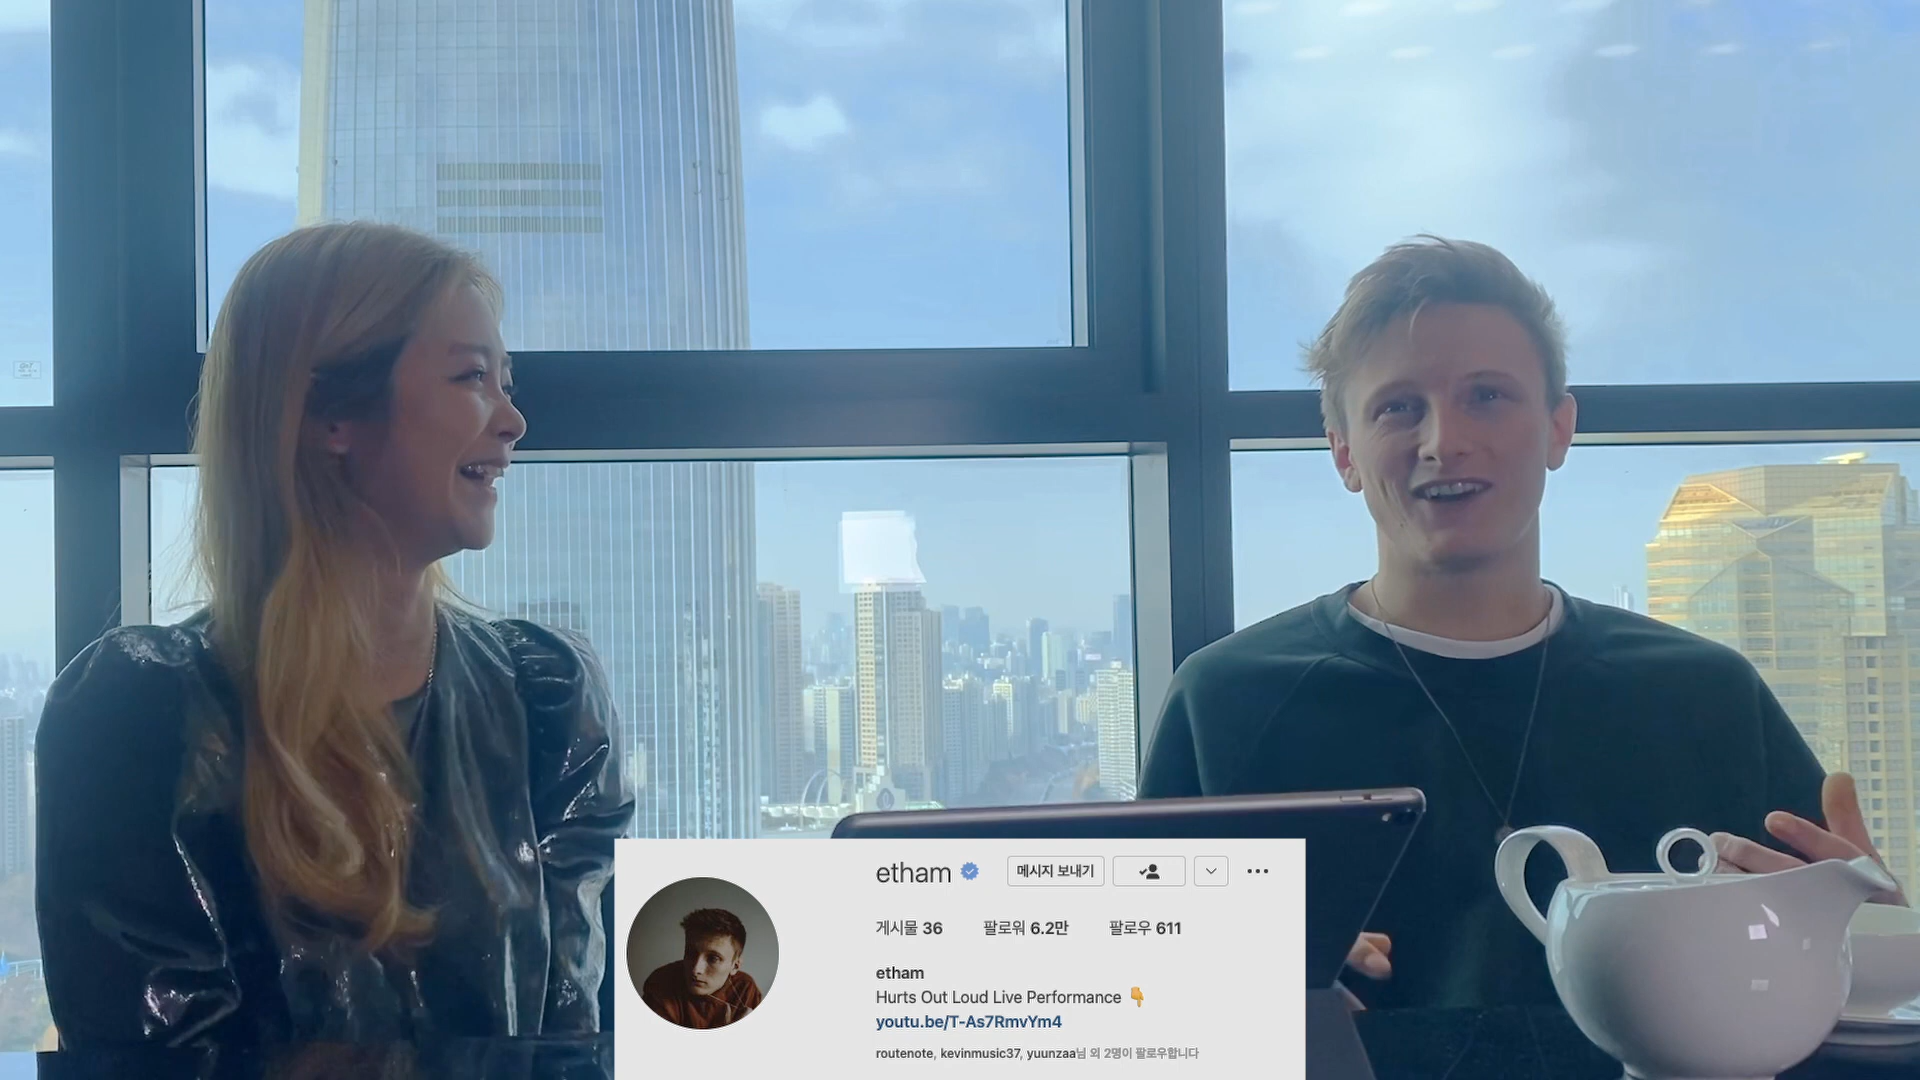 etham
메시지 보내기
게시물 36 팔로워 6.2만 팔로우 611
etham
Hurts Out Loud Live Performance 👇
youtu.be/T-As7RmvYm4
routenote, kevinmusic37, yuunzaa님 외 2명이 팔로우합니다